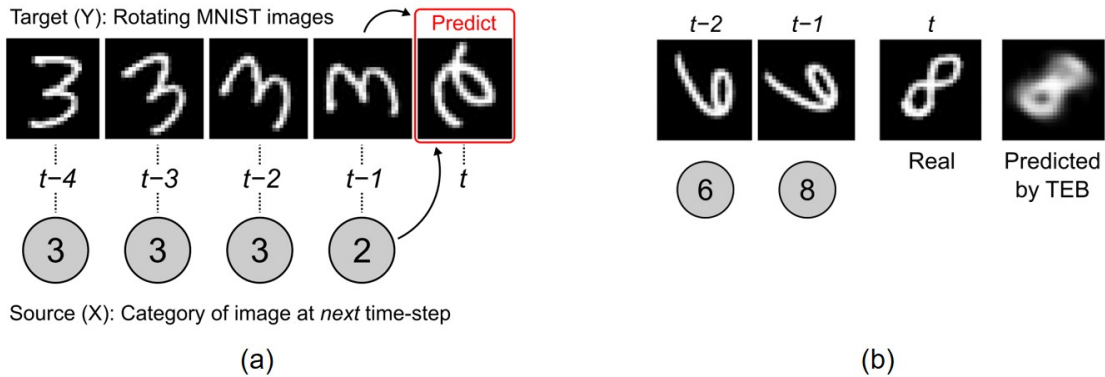 Target (Y): Rotating MNIST images
Predict
t−4
t−3
t−2
t−1
t
3
3
3
2
Source (X): Category of image at next time-step
(a)
t−2
t−1
t
6
8
Real
Predicted
by TEB
(b)